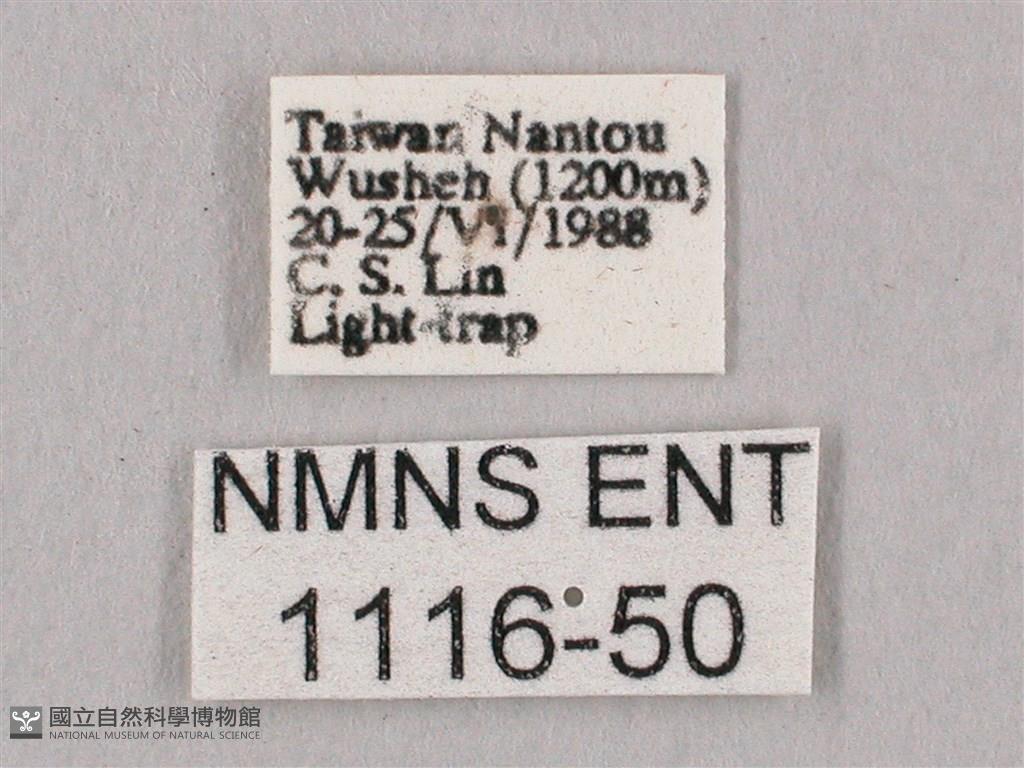 Taiwan Nantou
Wusheh (1200m)
20-25/VI/1988
C. S. Lin
Light-trap
NMNS ENT
1116-50
國立自然科學博物館
NATIONAL MUSEUM OF NATURAL SCIENCE